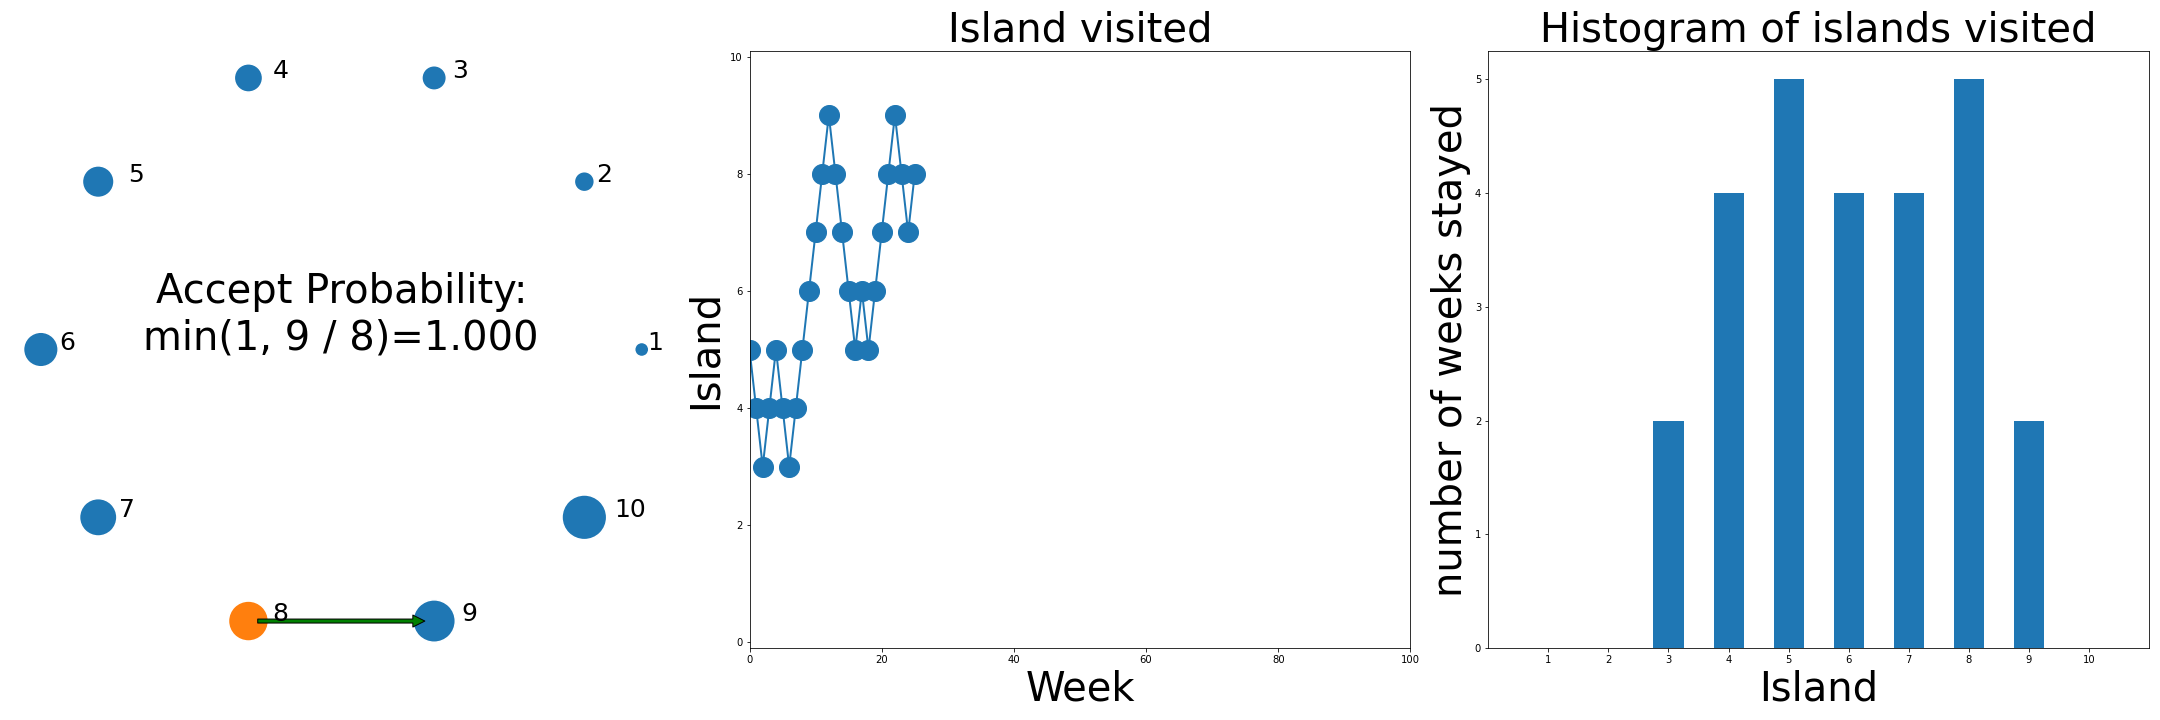 4
3
5
2
Accept Probability:
min(1, 9 / 8)=1.000
6
1
7
10
8
9
Island visited
10
8
6
4
2
0
Island
0 20 40 60 80 100
Week
Histogram of islands visited
5
4
3
2
1
0
number of weeks stayed
1 2 3 4 5 6 7 8 9 10
Island